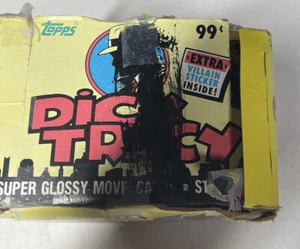 Topps
99¢
EXTRA
VILLAIN
STICKER
INSIDE!
DICK
TRACY
SUPER GLOSSY MOVIE